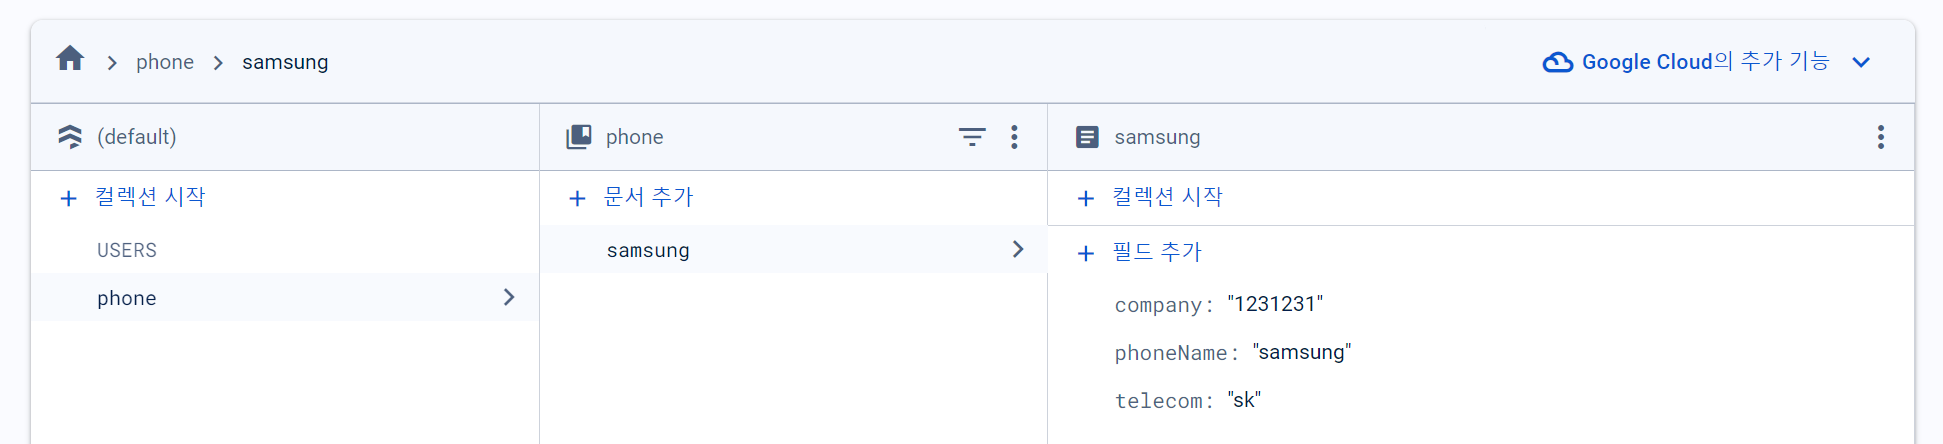 phone > samsung
Google Cloud의 추가 기능
(default)
phone
samsung
+ 컬렉션 시작
+ 문서 추가
+ 컬렉션 시작
USERS
samsung
+ 필드 추가
phone
company: "1231231"
phoneName: "samsung"
telecom: "sk"